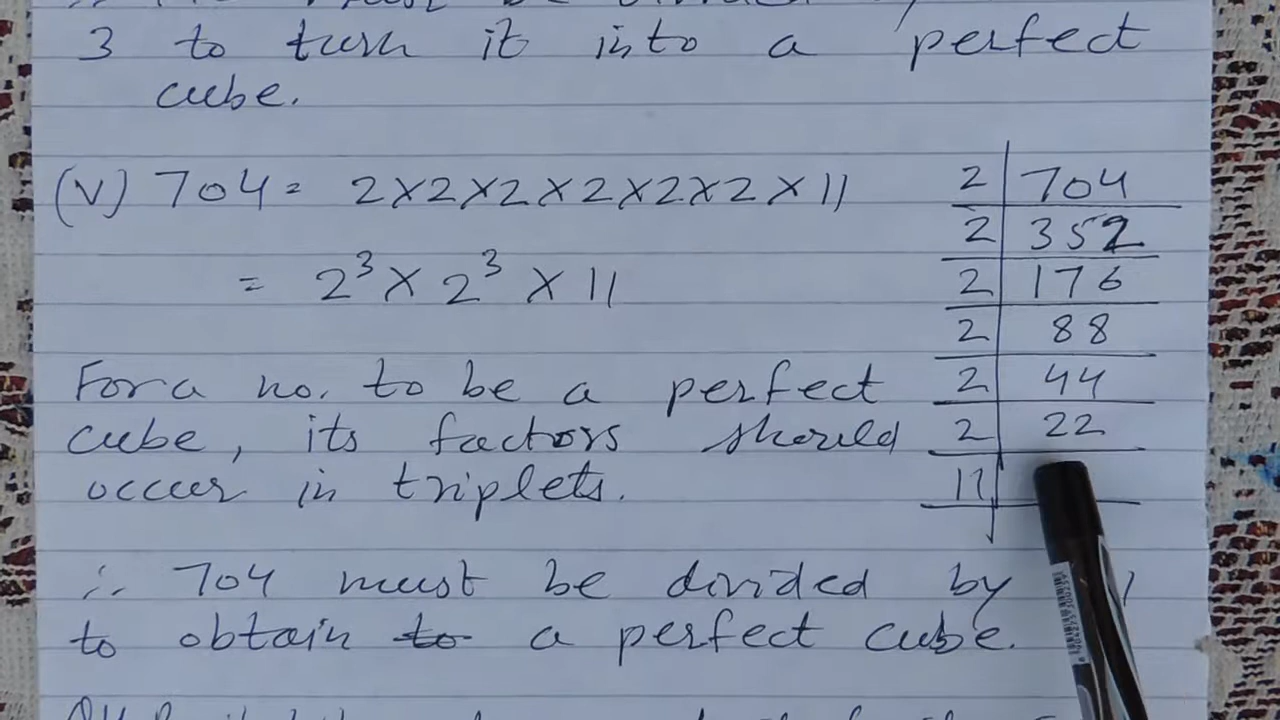 3 to turn it into a perfect
cube.
(V) 704 = 2×2×2×2×2×2×11
= 2³×2³×11
For a no. to be a perfect
cube, its factors should
occur in triplets.
∴ 704 must be divided by
to obtain to a perfect cube.
2 | 704
2 | 352
2 | 176
2 | 88
2 | 44
2 | 22
11 |